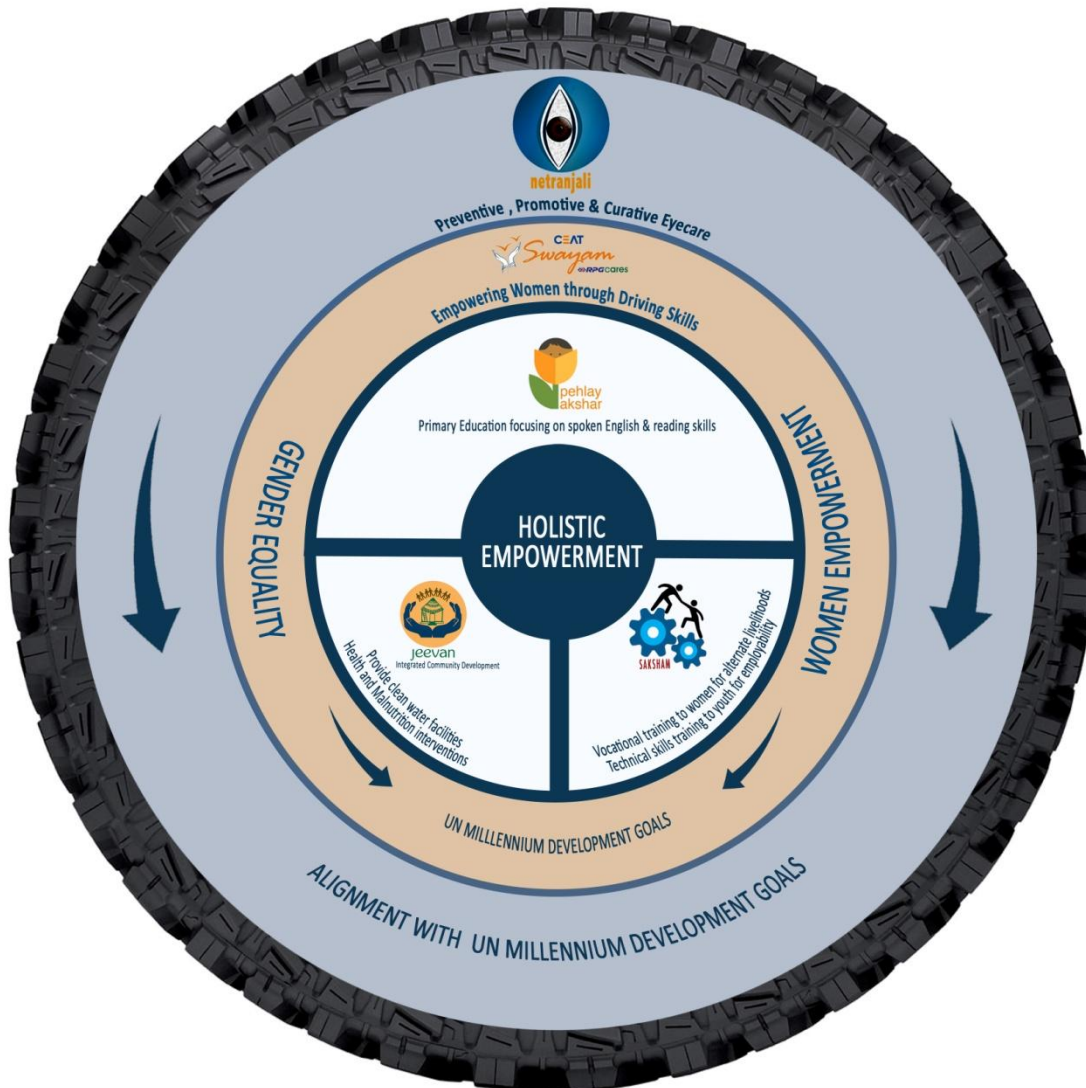 netranjali
Preventive , Promotive & Curative Eyecare
CEAT
Swayam
RPGcares
Empowering Women through Driving Skills
pehlay
akshar
Primary Education focusing on spoken English & reading skills
GENDER EQUALITY
WOMEN EMPOWERMENT
HOLISTIC
EMPOWERMENT
jeevan
Integrated Community Development
Provide clean water facilities
Health and Malnutrition interventions
SAKSHAM
Vocational training to women for alternate livelihoods
Technical skills training to youth for employability
UN MILLLENNIUM DEVELOPMENT GOALS
ALIGNMENT WITH UN MILLENNIUM DEVELOPMENT GOALS